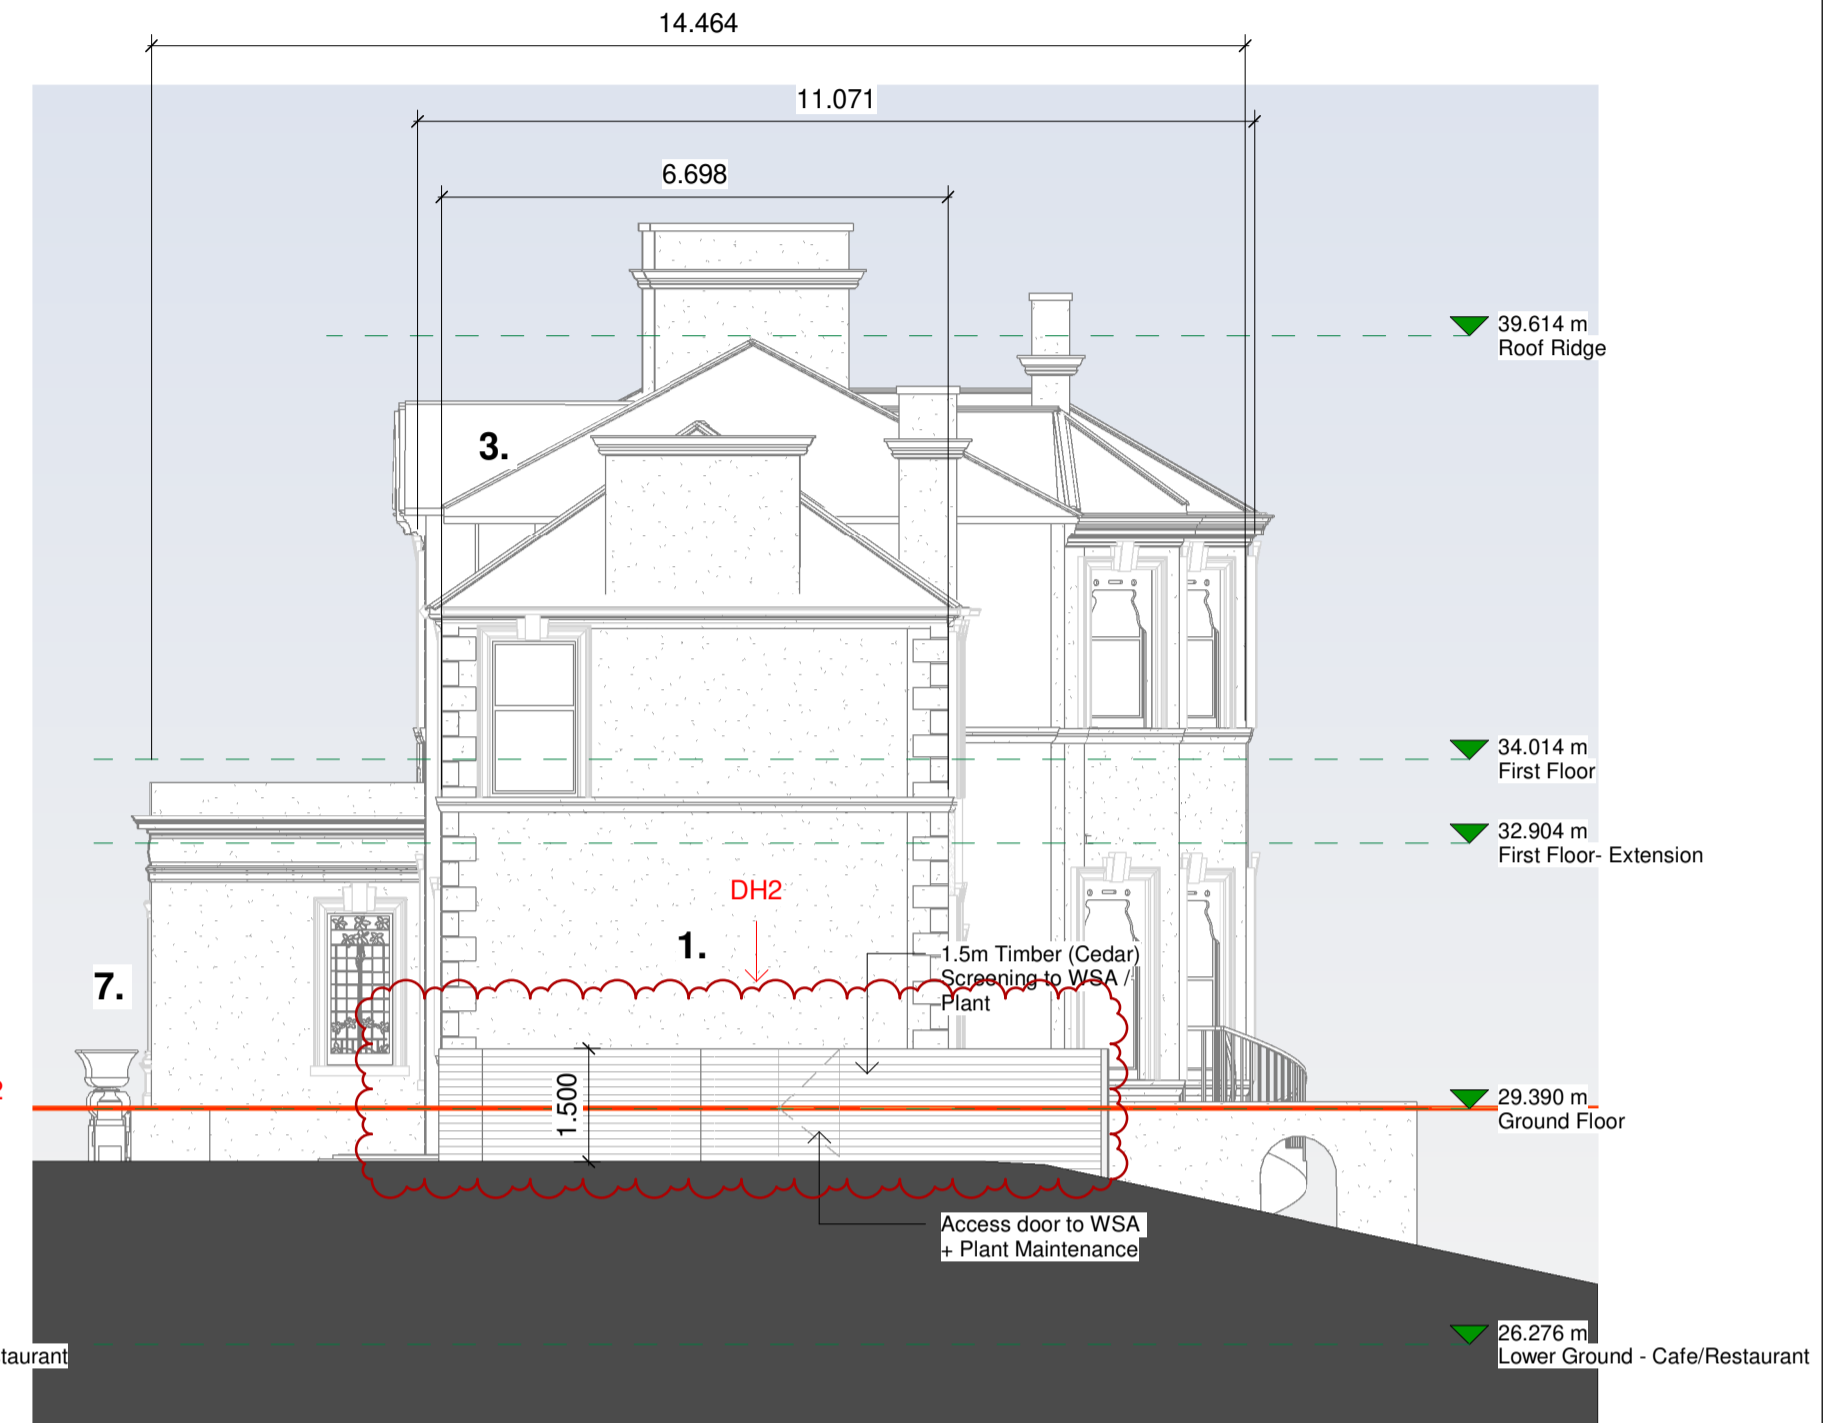 14.464
11.071
6.698
39.614 m
Roof Ridge
3.
34.014 m
First Floor
32.904 m
First Floor- Extension
DH2
1.
1.5m Timber (Cedar)
Screening to WSA /
Plant
7.
1.500
29.390 m
Ground Floor
Access door to WSA
+ Plant Maintenance
26.276 m
Lower Ground - Cafe/Restaurant
taurant